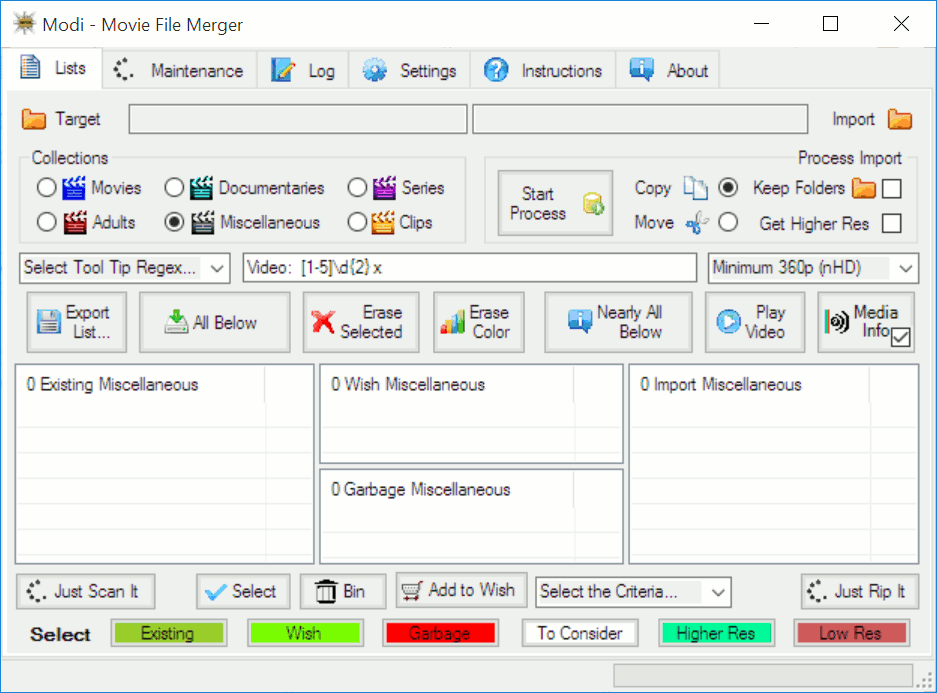 Modi - Movie File Merger
Lists Maintenance Log Settings Instructions About
Target Import
Collections Process Import
Movies Documentaries Series Start Process Copy Keep Folders
Adults Miscellaneous Clips Move Get Higher Res
Select Tool Tip Regex... Video: [1-5]\d{2} x Minimum 360p (nHD)
Export List... All Below Erase Selected Erase Color Nearly All Below Play Video Media Info
0 Existing Miscellaneous 0 Wish Miscellaneous 0 Import Miscellaneous
0 Garbage Miscellaneous
Just Scan It Select Bin Add to Wish Select the Criteria... Just Rip It
Select Existing Wish Garbage To Consider Higher Res Low Res